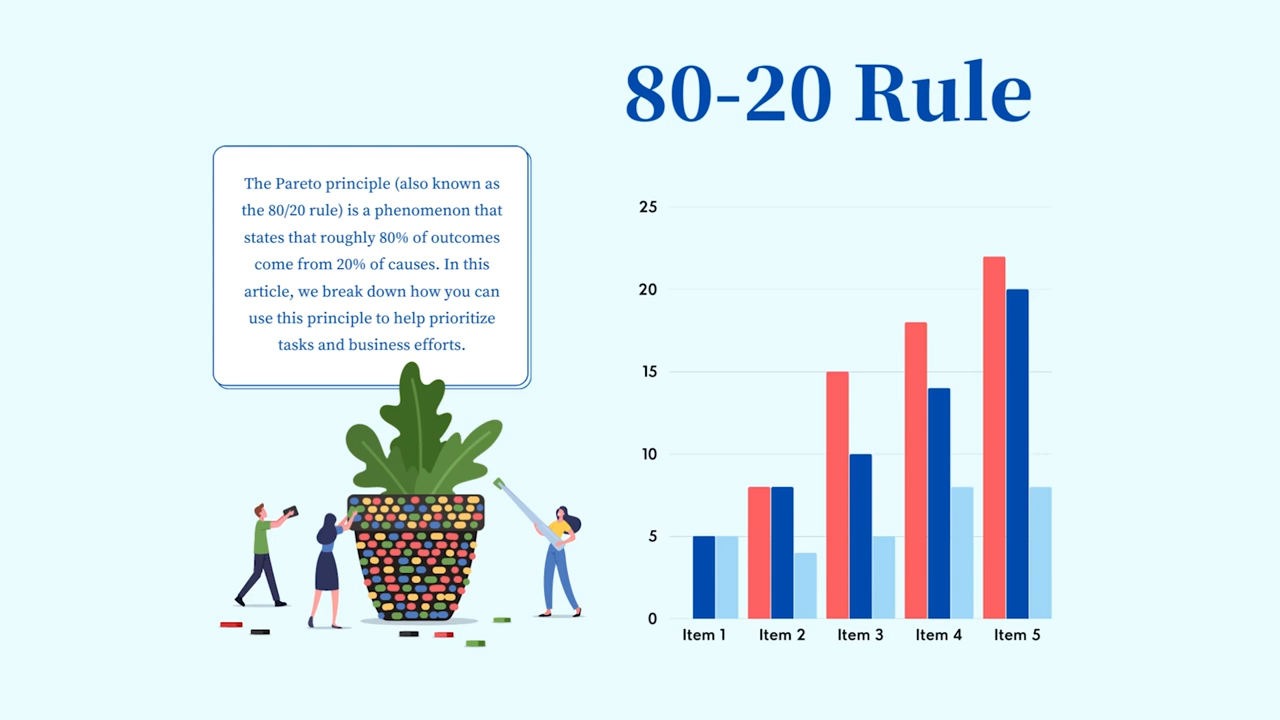 80-20 Rule
The Pareto principle (also known as
the 80/20 rule) is a phenomenon that
states that roughly 80% of outcomes
come from 20% of causes. In this
article, we break down how you can
use this principle to help prioritize
tasks and business efforts.
25
20
15
10
5
0
Item 1 Item 2 Item 3 Item 4 Item 5